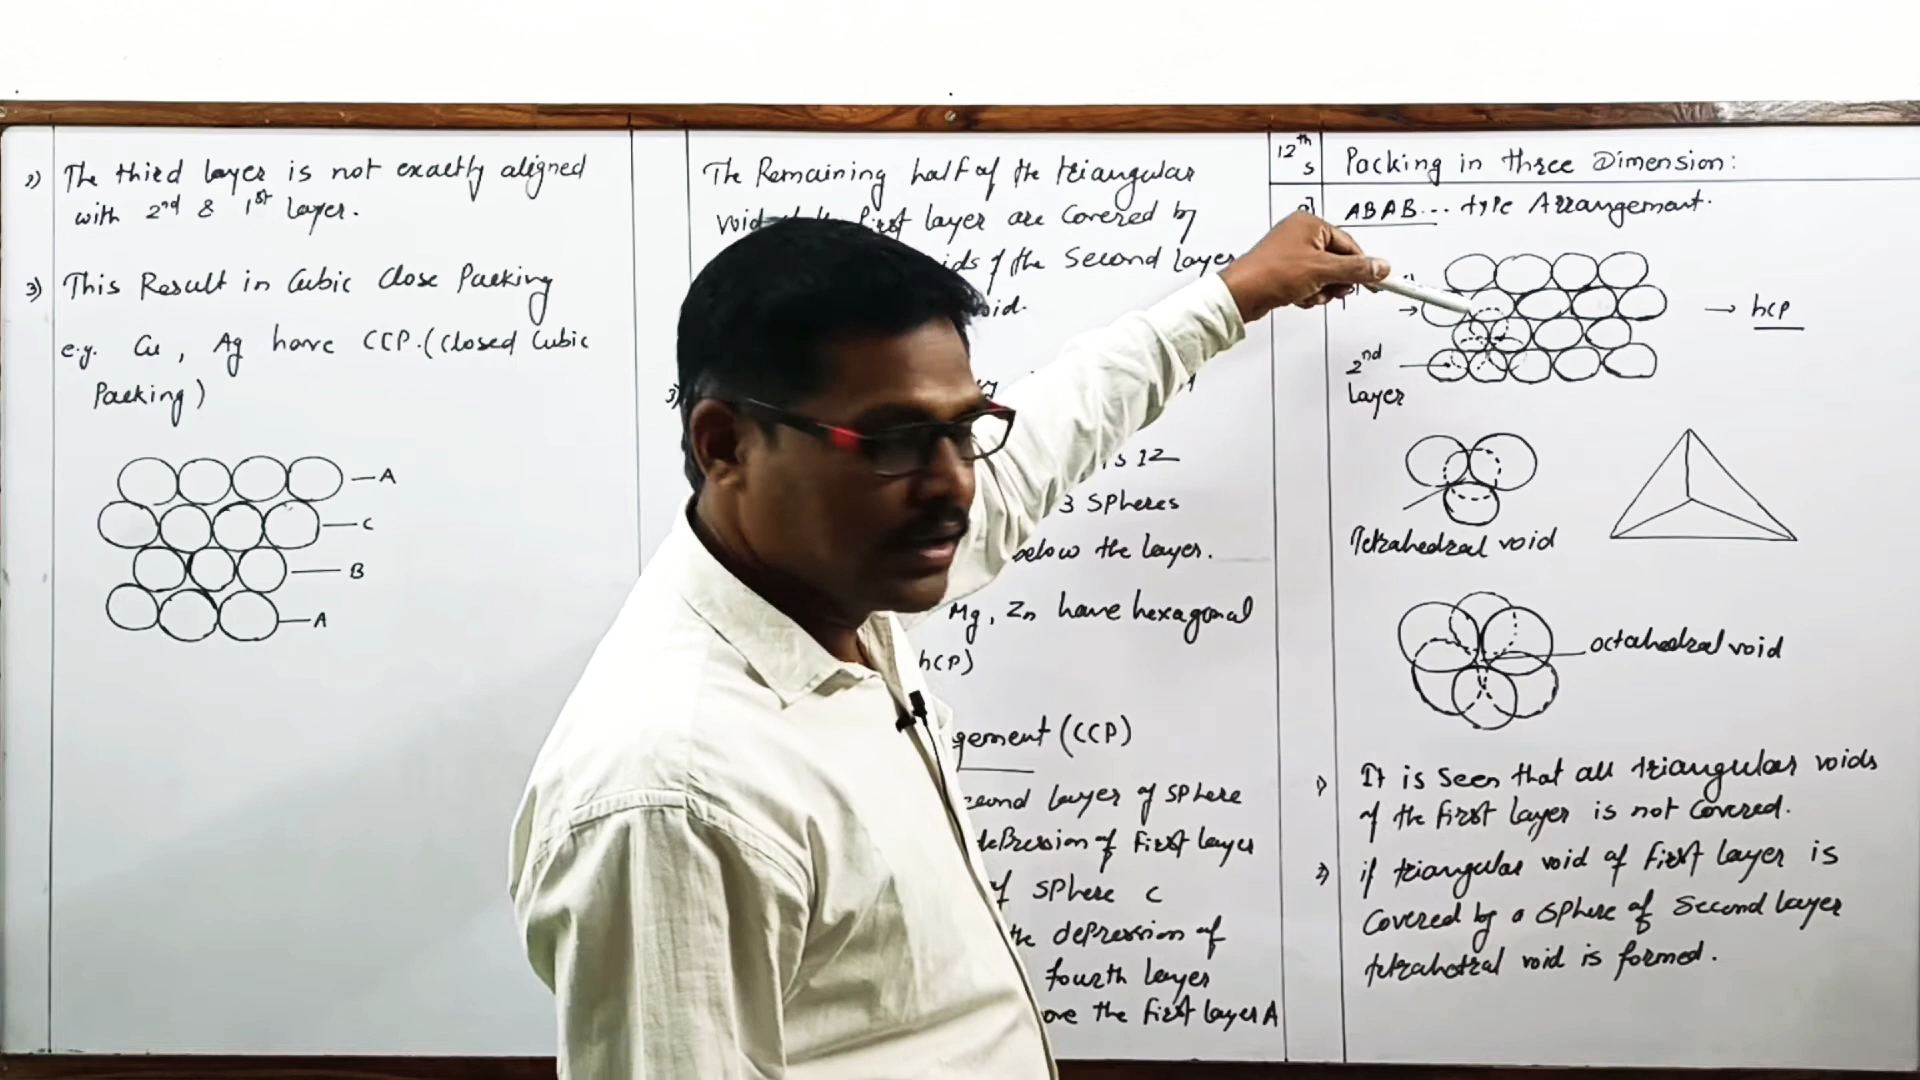 2) The third layer is not exactly aligned
with 2nd & 1st layer.
3) This Result in Cubic Close Packing
e.g. Cu, Ag have CCP. (Closed Cubic
Packing)
A
C
B
A
The Remaining half of the triangular
void first layer are Covered by
ids of the Second Layer
oid.
3)
is 12
3 Spheres
below the layer.
Mg, Zn have hexagonal
hcp)
gement (CCP)
econd layer of sphere
depression of First layer
of sphere C
the depression of
fourth layer
ove the first layer A
12th
s
Packing in three Dimension:
a] ABAB... type Arrangement.
→ hcp
2nd
layer
Tetrahedral void
octahedral void
1) It is seen that all triangular voids
of the first layer is not Covered.
2) if triangular void of First layer is
Covered by a sphere of Second layer
tetrahetral void is formed.